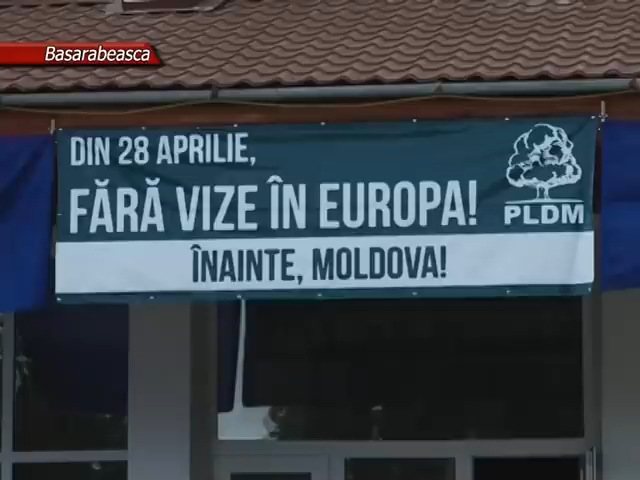 Basarabeasca
DIN 28 APRILIE,
FĂRĂ VIZE ÎN EUROPA!
PLDM
ÎNAINTE, MOLDOVA!